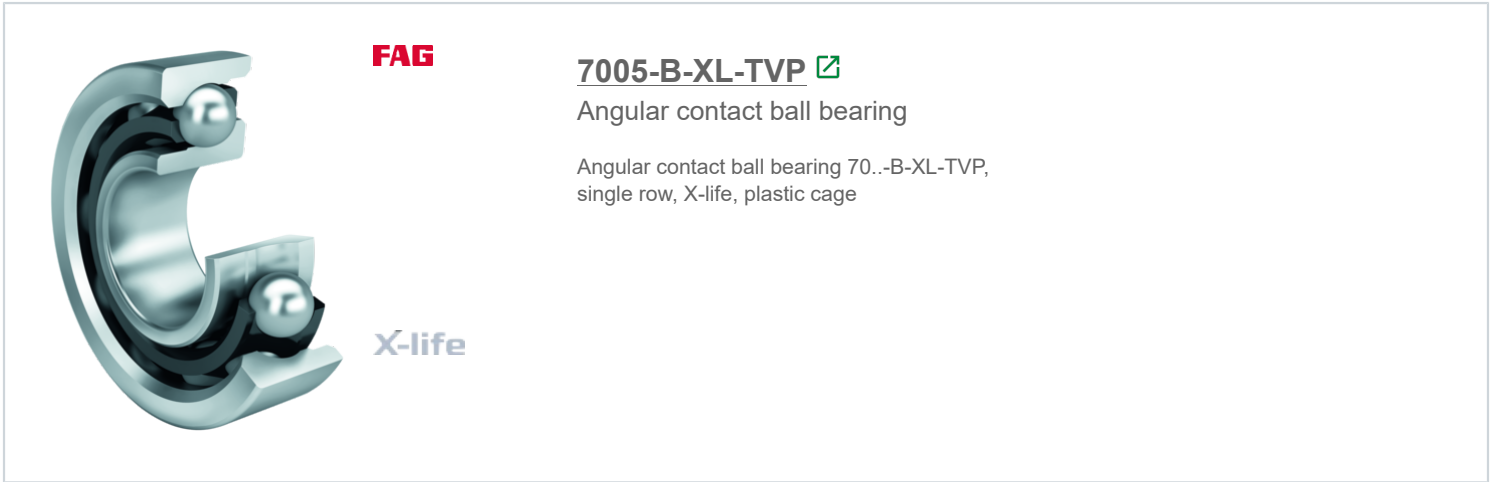 FAG
7005-B-XL-TVP
Angular contact ball bearing
Angular contact ball bearing 70..-B-XL-TVP,
single row, X-life, plastic cage
X-life